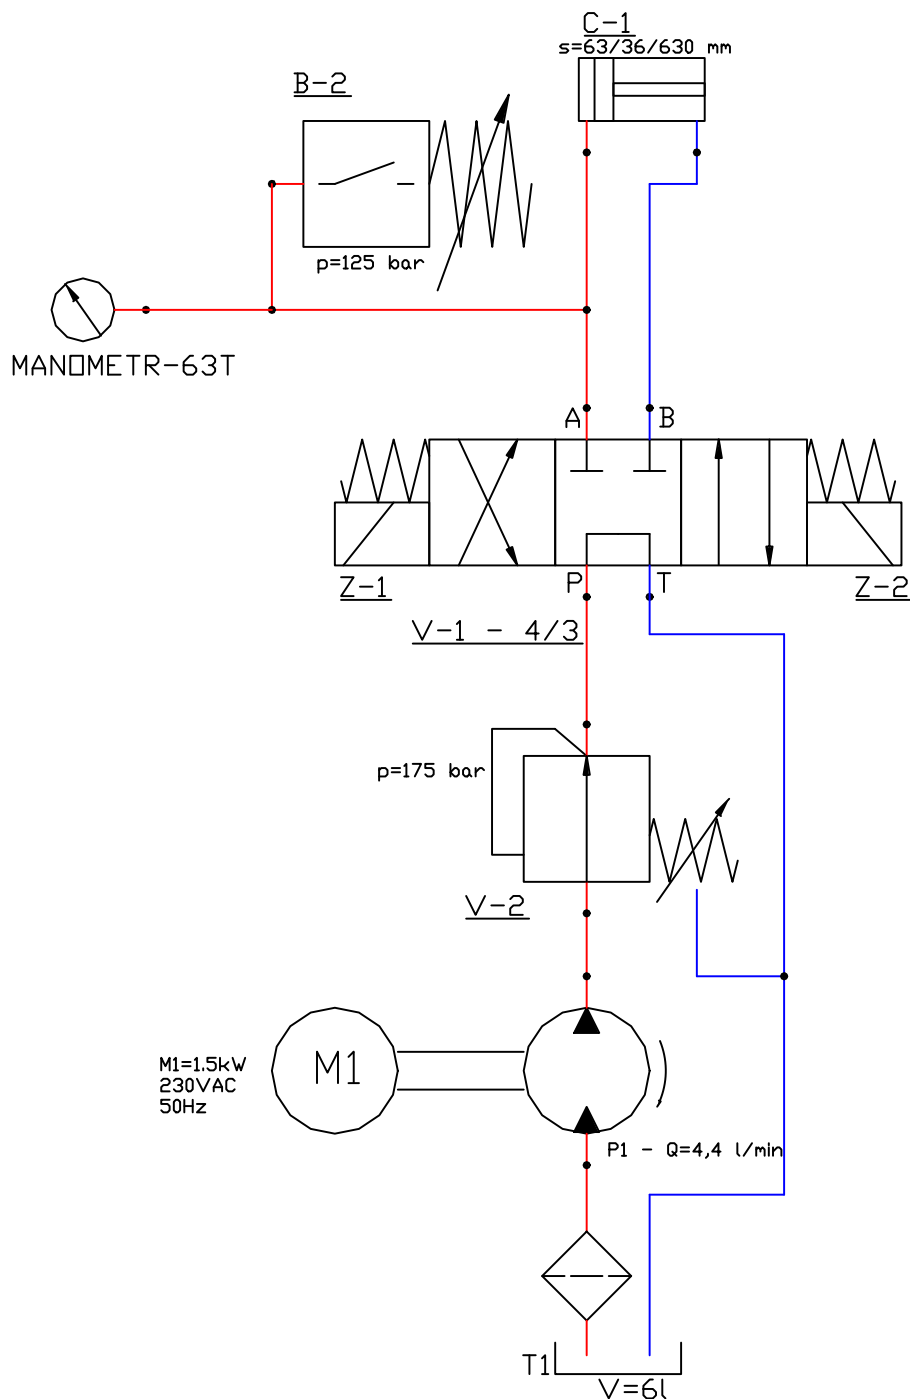 C-1
s=63/36/630 mm
B-2
p=125 bar
MANOMETR-63T
A
B
P
T
Z-1
Z-2
V-1 - 4/3
p=175 bar
V-2
M1
M1=1.5kW
230VAC
50Hz
P1 - Q=4,4 l/min
T1
V=6l